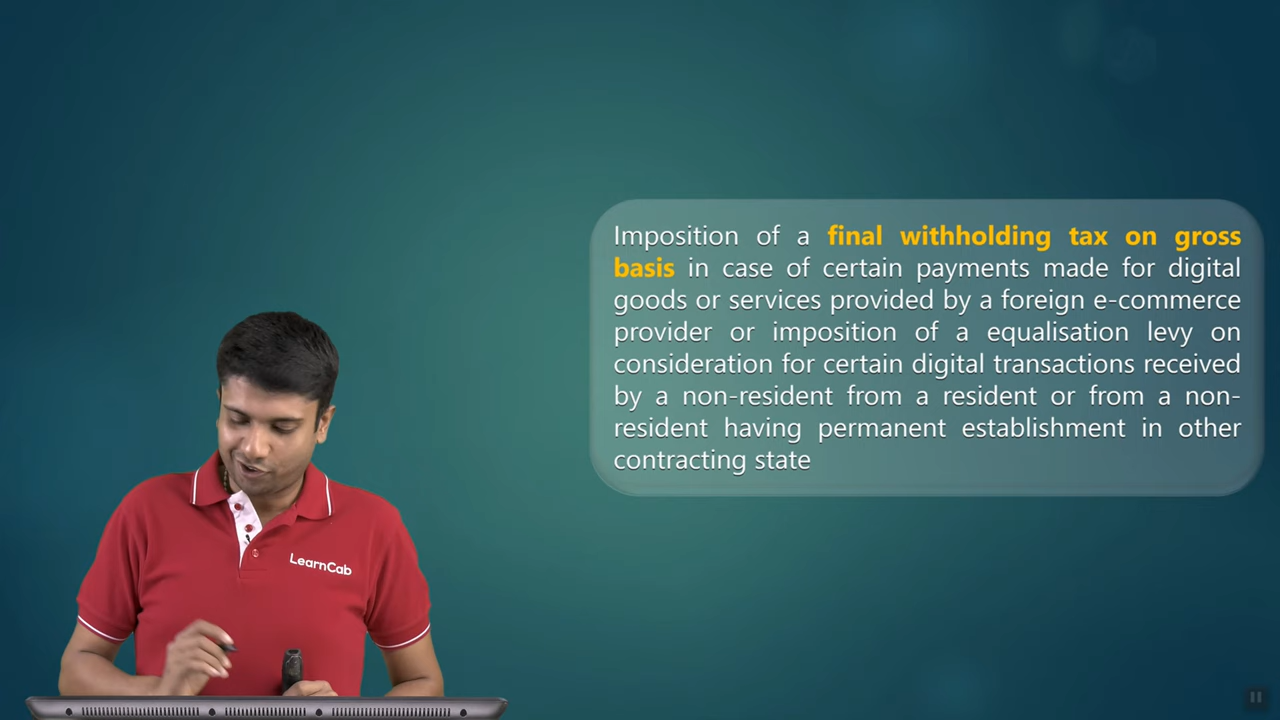 Imposition of a final withholding tax on gross
basis in case of certain payments made for digital
goods or services provided by a foreign e-commerce
provider or imposition of a equalisation levy on
consideration for certain digital transactions received
by a non-resident from a resident or from a non-
resident having permanent establishment in other
contracting state
LearnCab